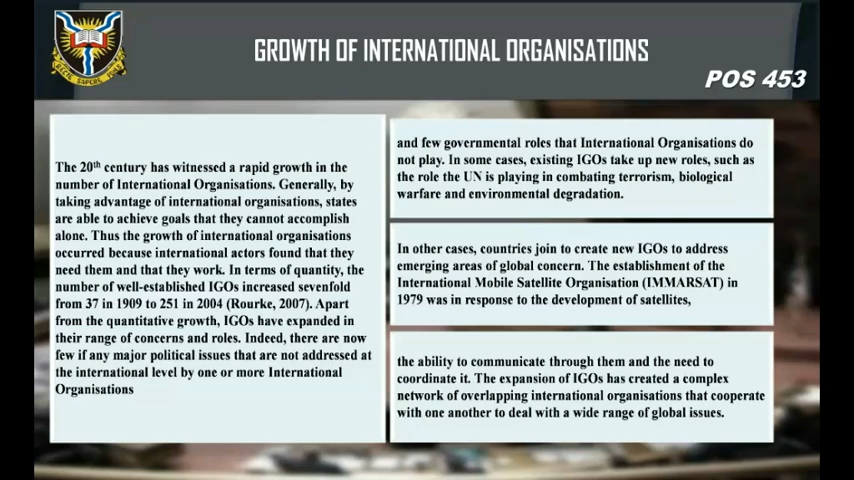 GROWTH OF INTERNATIONAL ORGANISATIONS
POS 453
The 20th century has witnessed a rapid growth in the
number of International Organisations. Generally, by
taking advantage of international organisations, states
are able to achieve goals that they cannot accomplish
alone. Thus the growth of international organisations
occurred because international actors found that they
need them and that they work. In terms of quantity, the
number of well-established IGOs increased sevenfold
from 37 in 1909 to 251 in 2004 (Rourke, 2007). Apart
from the quantitative growth, IGOs have expanded in
their range of concerns and roles. Indeed, there are now
few if any major political issues that are not addressed at
the international level by one or more International
Organisations
and few governmental roles that International Organisations do
not play. In some cases, existing IGOs take up new roles, such as
the role the UN is playing in combating terrorism, biological
warfare and environmental degradation.
In other cases, countries join to create new IGOs to address
emerging areas of global concern. The establishment of the
International Mobile Satellite Organisation (IMMARSAT) in
1979 was in response to the development of satellites,
the ability to communicate through them and the need to
coordinate it. The expansion of IGOs has created a complex
network of overlapping international organisations that cooperate
with one another to deal with a wide range of global issues.